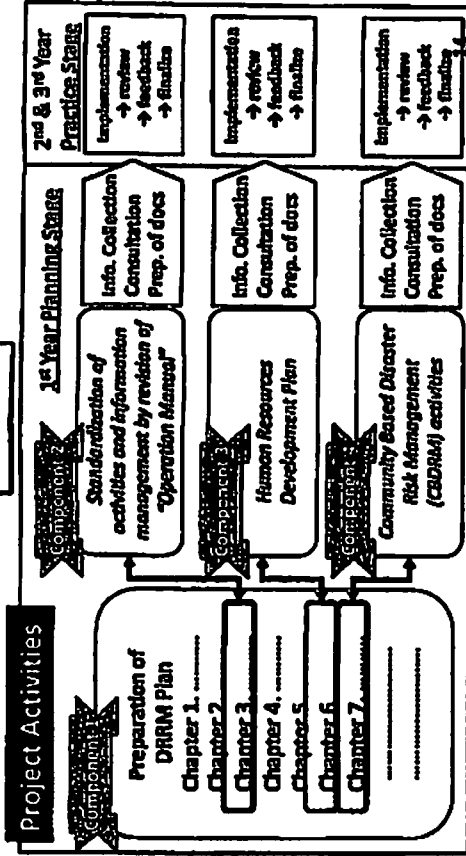 Project Activities
1st Year Planning Stage
2nd & 3rd Year
Practice Stage
Component 1
Preparation of
DRRM Plan
Chapter 1. ..........
Chapter 2
Chapter 3. ..........
Chapter 4. ..........
Chapter 5
Chapter 6
Chapter 7. ..........
....................
....................
Component 2
Standardization of
activities and information
management by revision of
"Operation Manual"
Info. Collection
Consultation
Prep. of docs
Implementation
→ review
→ feedback
→ finalize
Component 3
Human Resources
Development Plan
Info. Collection
Consultation
Prep. of docs
Implementation
→ review
→ feedback
→ finalize
Component
Community Based Disaster
Risk Management
(CBDRM) activities
Info. Collection
Consultation
Prep. of docs
Implementation
→ review
→ feedback
→ finalize